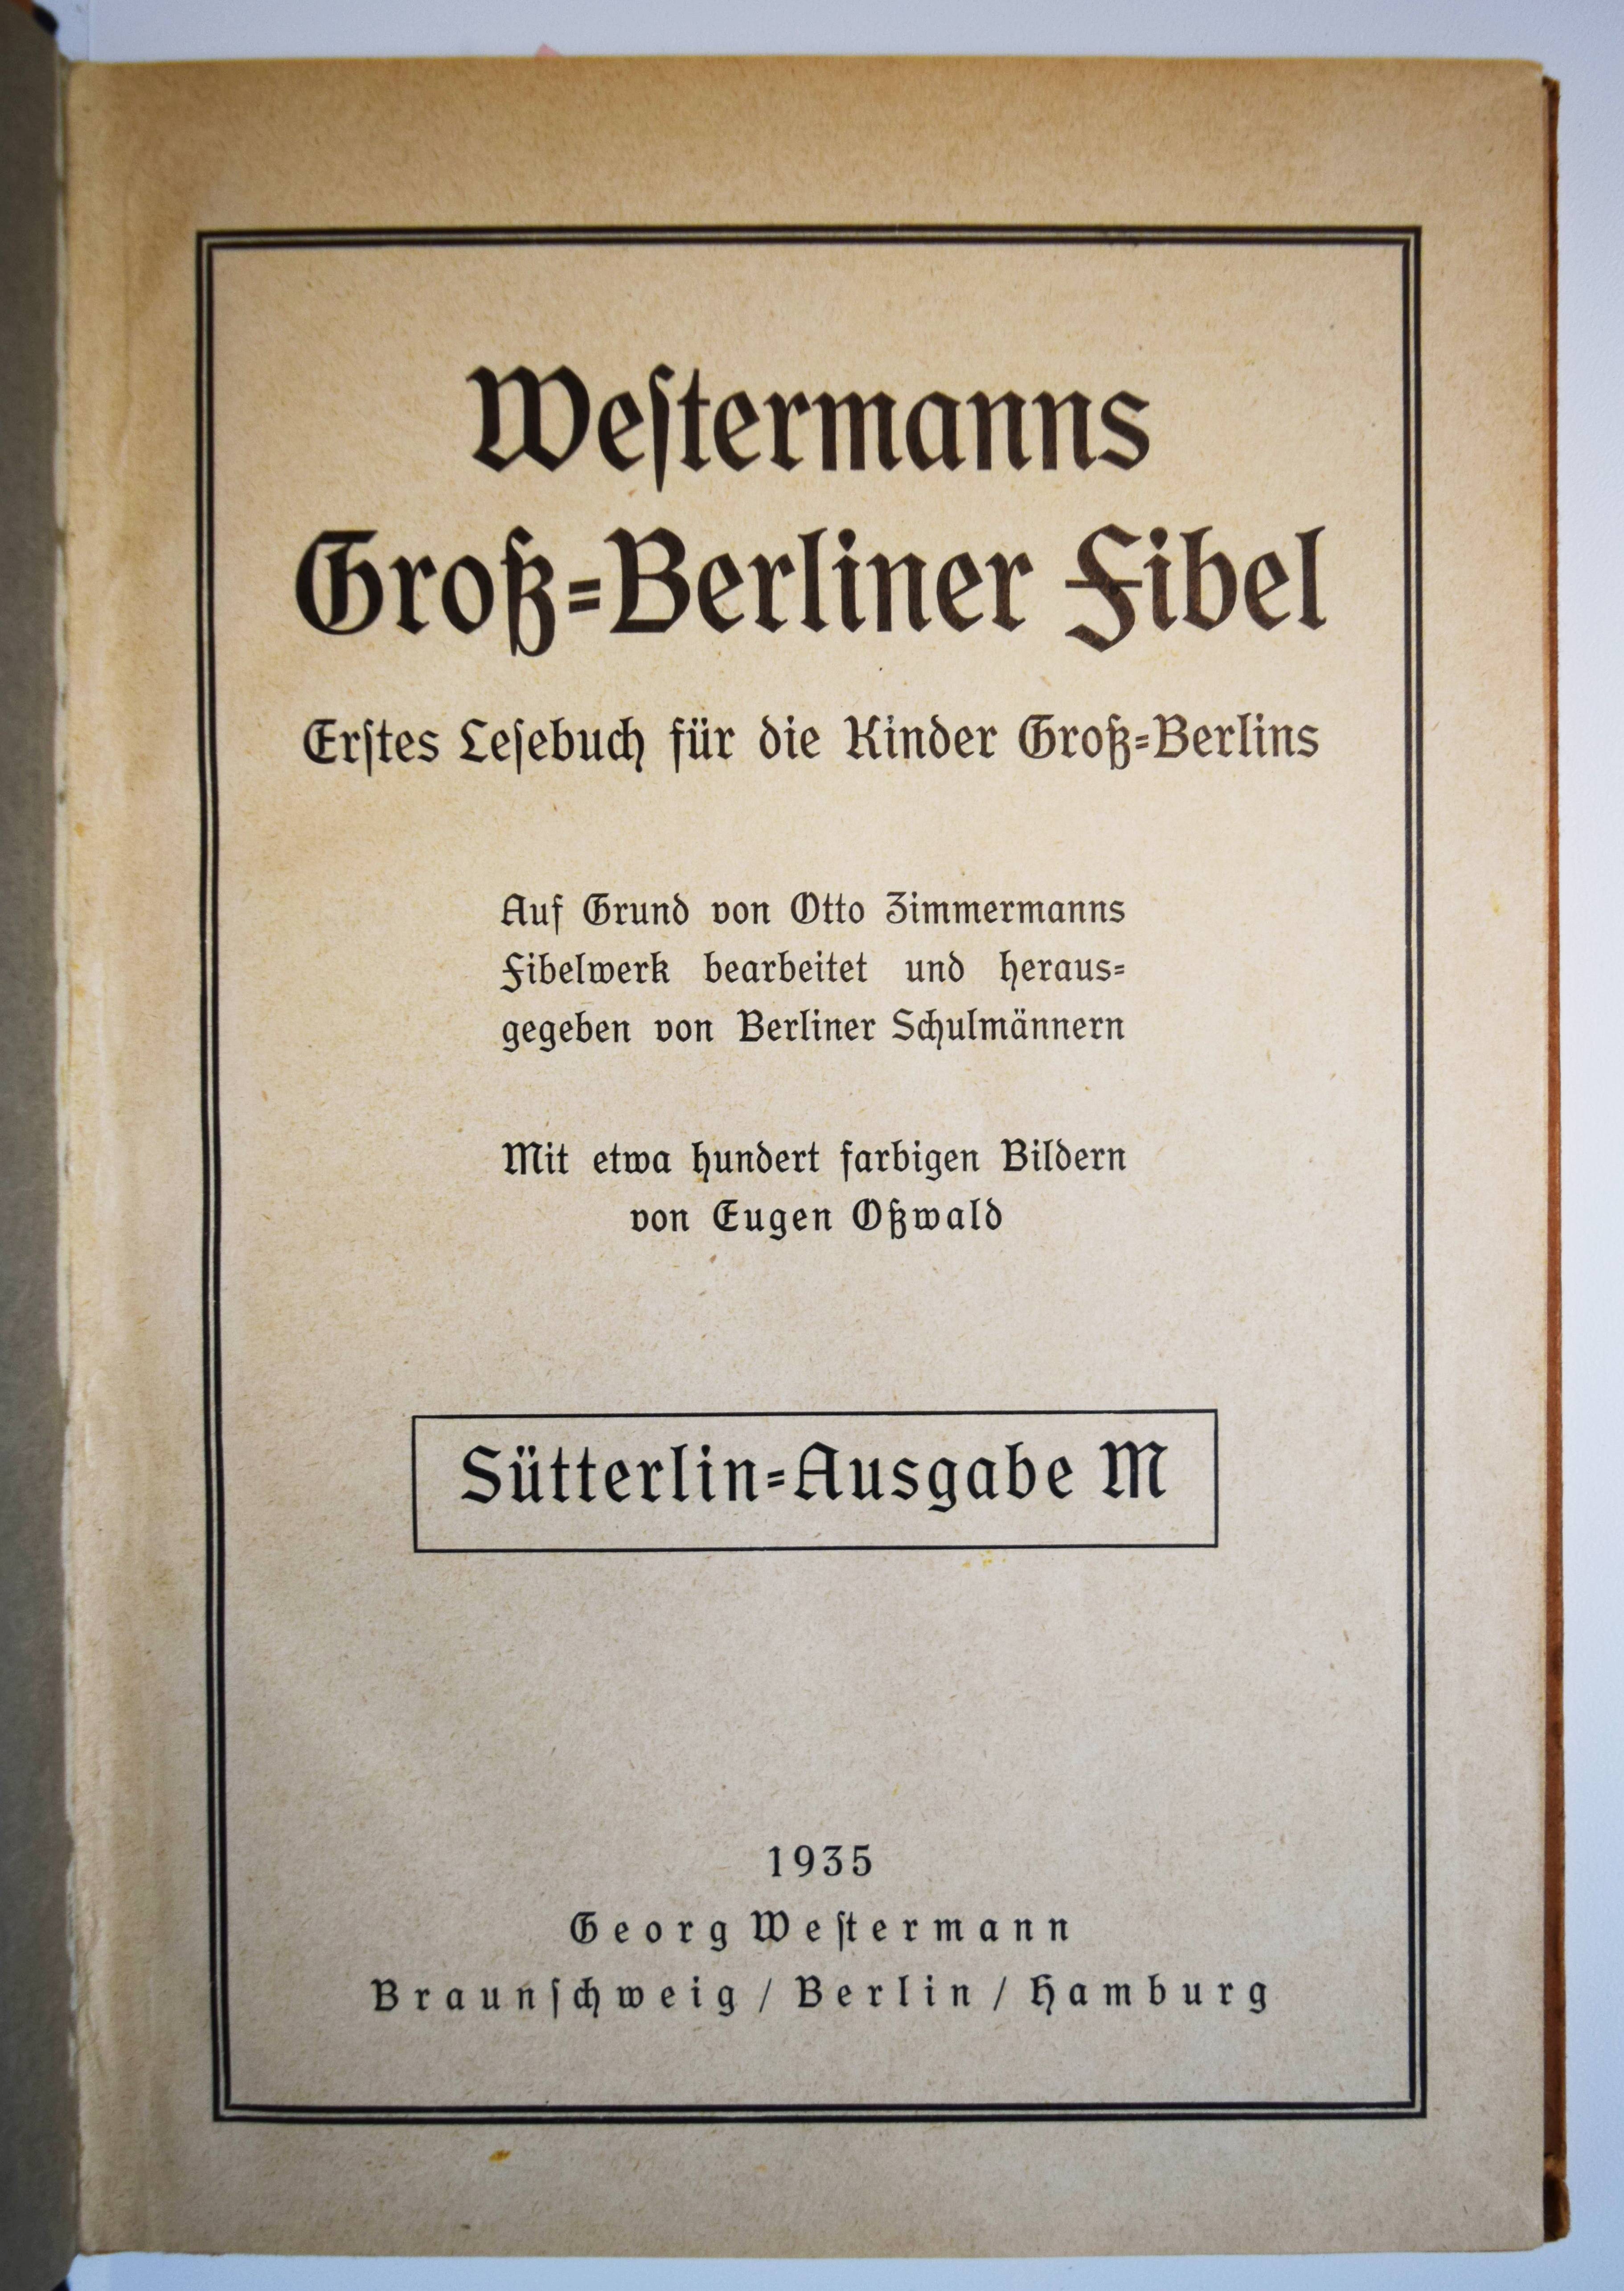 Weſtermanns
Groß=Berliner Fibel
Erſtes Leſebuch für die Kinder Groß=Berlins
Auf Grund von Otto Zimmermanns
Fibelwerk bearbeitet und heraus=
gegeben von Berliner Schulmännern
Mit etwa hundert farbigen Bildern
von Eugen Oßwald
Sütterlin=Ausgabe M
1935
Georg Weſtermann
Braunſchweig / Berlin / Hamburg